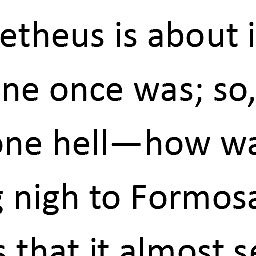 etheus is about i
ne once was; so,
one hell—how wa
g nigh to Formosa
s that it almost se